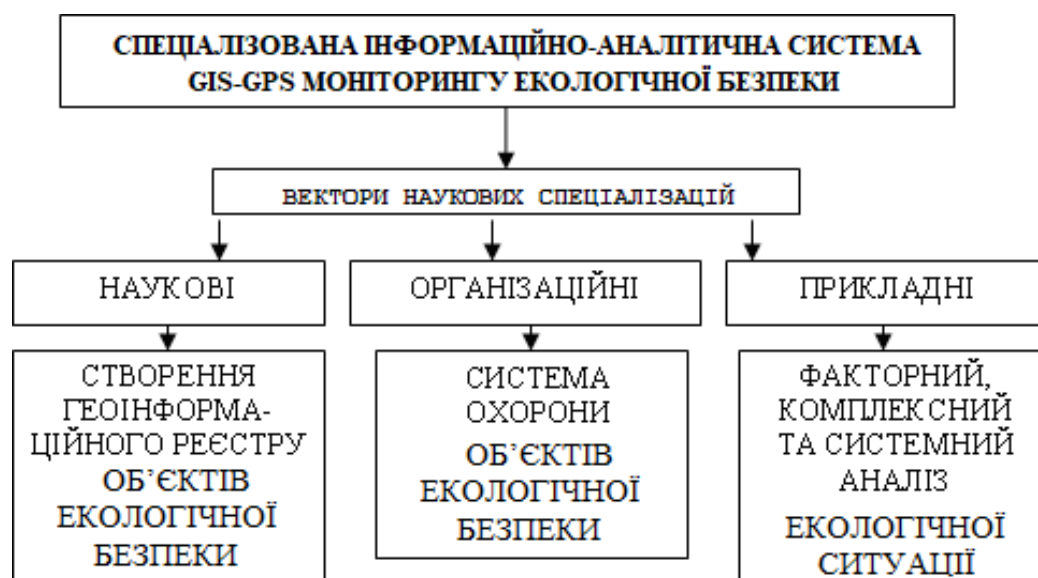 СПЕЦІАЛІЗОВАНА ІНФОРМАЦІЙНО-АНАЛІТИЧНА СИСТЕМА
GIS-GPS МОНІТОРИНГУ ЕКОЛОГІЧНОЇ БЕЗПЕКИ
ВЕКТОРИ НАУКОВИХ СПЕЦІАЛІЗАЦІЙ
НАУКОВІ
ОРГАНІЗАЦІЙНІ
ПРИКЛАДНІ
СТВОРЕННЯ
ГЕОІНФОРМА-
ЦІЙНОГО РЕЄСТРУ
ОБ’ЄКТІВ
ЕКОЛОГІЧНОЇ
БЕЗПЕКИ
СИСТЕМА
ОХОРОНИ
ОБ’ЄКТІВ
ЕКОЛОГІЧНОЇ
БЕЗПЕКИ
ФАКТОРНИЙ,
КОМПЛЕКСНИЙ
ТА СИСТЕМНИЙ
АНАЛІЗ
ЕКОЛОГІЧНОЇ
СИТУАЦІЇ